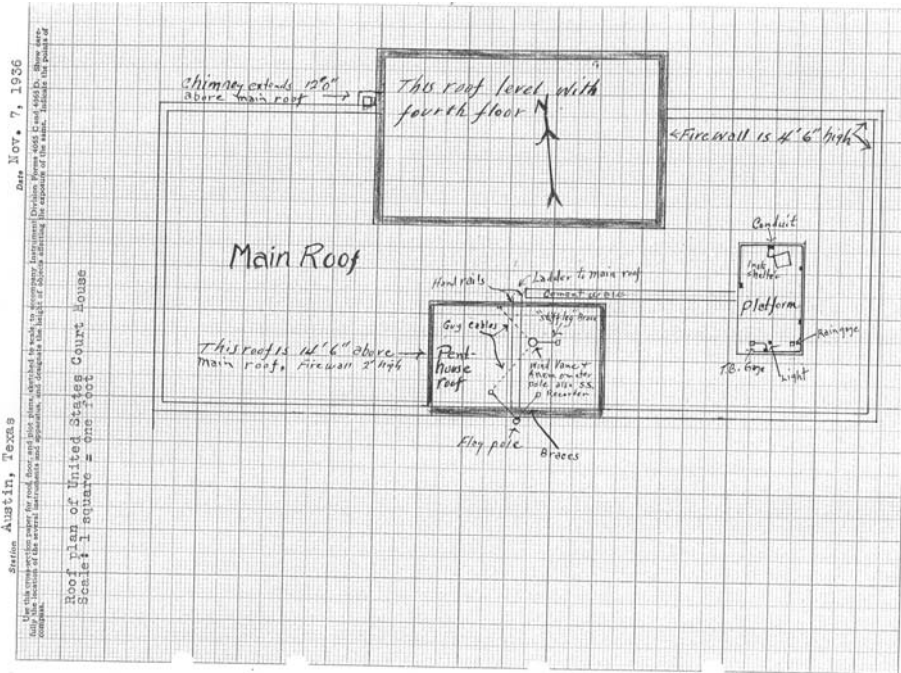 Station Austin, Texas
Date Nov. 7, 1936
Use this cross-section paper for roof, floor, and plot plans, sketched to scale, to accompany Instrument Division Forms 4055 C and 4055 D. Show care-
fully the location of the several instruments and apparatus, and designate the height of objects affecting the exposure of the same. Indicate the points of
compass.
Roof plan of United States Court House
Scale: 1 square = one foot
Chimney extends 12'0"
above main roof
This roof level with
fourth floor
N
Firewall is 4' 6" high
Main Roof
Conduit
Inst.
shelter
Platform
Hand rails
Ladder to main roof
Cement walk
Guy cables
"Stiffleg Brace"
This roof is 14' 6" above
Main roof. Firewall 2' high
Pent-
house
roof
Wind Vane +
Anemometer
pole also S.S.
Recorder
T.B. Gage
Light
Raingage
Flag pole
Braces